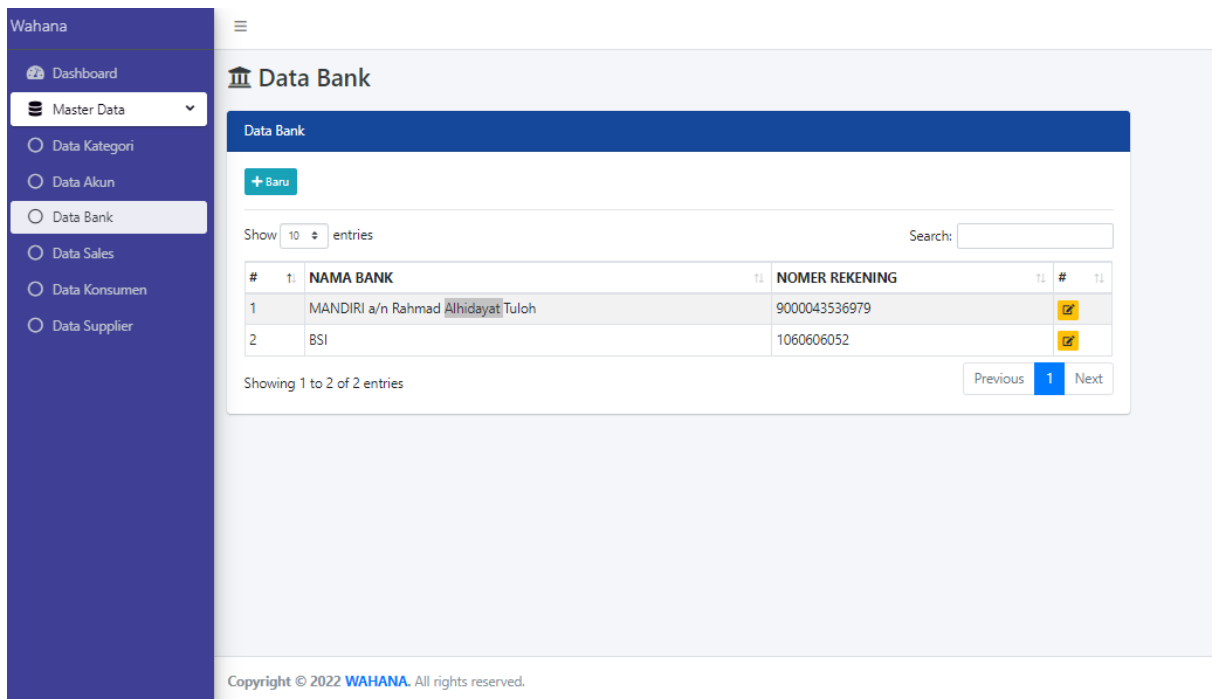 Wahana
Dashboard
Master Data
Data Kategori
Data Akun
Data Bank
Data Sales
Data Konsumen
Data Supplier
Data Bank
Data Bank
+ Baru
Show 10 entries Search:
# NAMA BANK NOMER REKENING #
1 MANDIRI a/n Rahmad Alhidayat Tuloh 9000043536979
2 BSI 1060606052
Showing 1 to 2 of 2 entries Previous 1 Next
Copyright © 2022 WAHANA. All rights reserved.